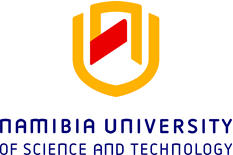 NAMIBIA UNIVERSITY
OF SCIENCE AND TECHNOLOGY